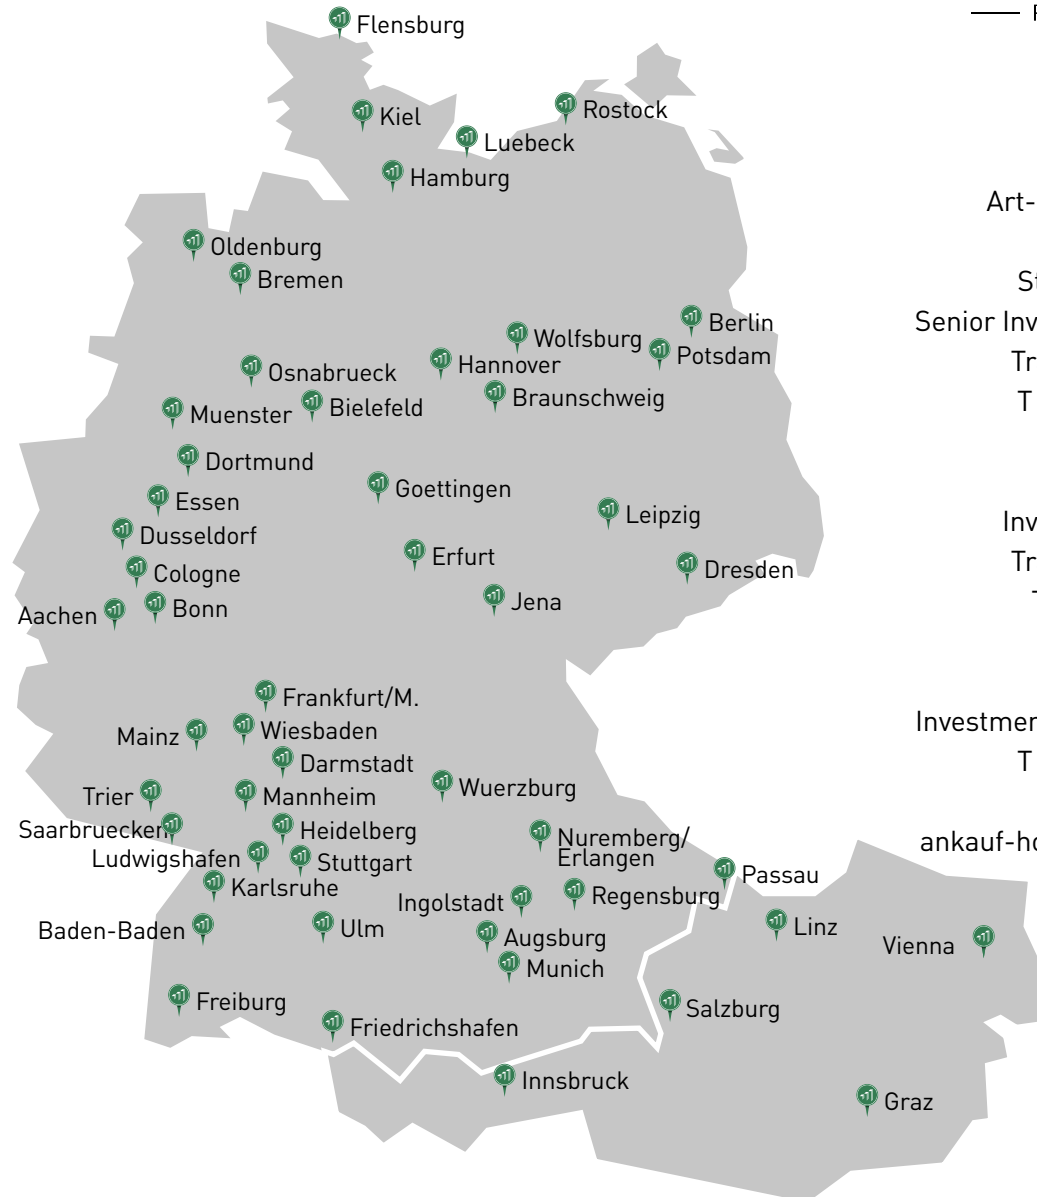 Flensburg
Kiel
Rostock
Luebeck
Hamburg
Art-
Oldenburg
Bremen
St
Berlin
Senior Inv
Wolfsburg
Potsdam
Tr
Hannover
Osnabrueck
Braunschweig
T
Bielefeld
Muenster
Dortmund
Goettingen
Essen
Leipzig
Inv
Dusseldorf
Erfurt
Tr
Dresden
Cologne
Jena
Bonn
Aachen
Frankfurt/M.
Investmen
Wiesbaden
Mainz
Darmstadt
T
Wuerzburg
Trier
Mannheim
Saarbruecken
Heidelberg
Nuremberg/
Erlangen
ankauf-ho
Ludwigshafen
Stuttgart
Passau
Karlsruhe
Regensburg
Ingolstadt
Linz
Ulm
Baden-Baden
Augsburg
Vienna
Munich
Freiburg
Salzburg
Friedrichshafen
Innsbruck
Graz